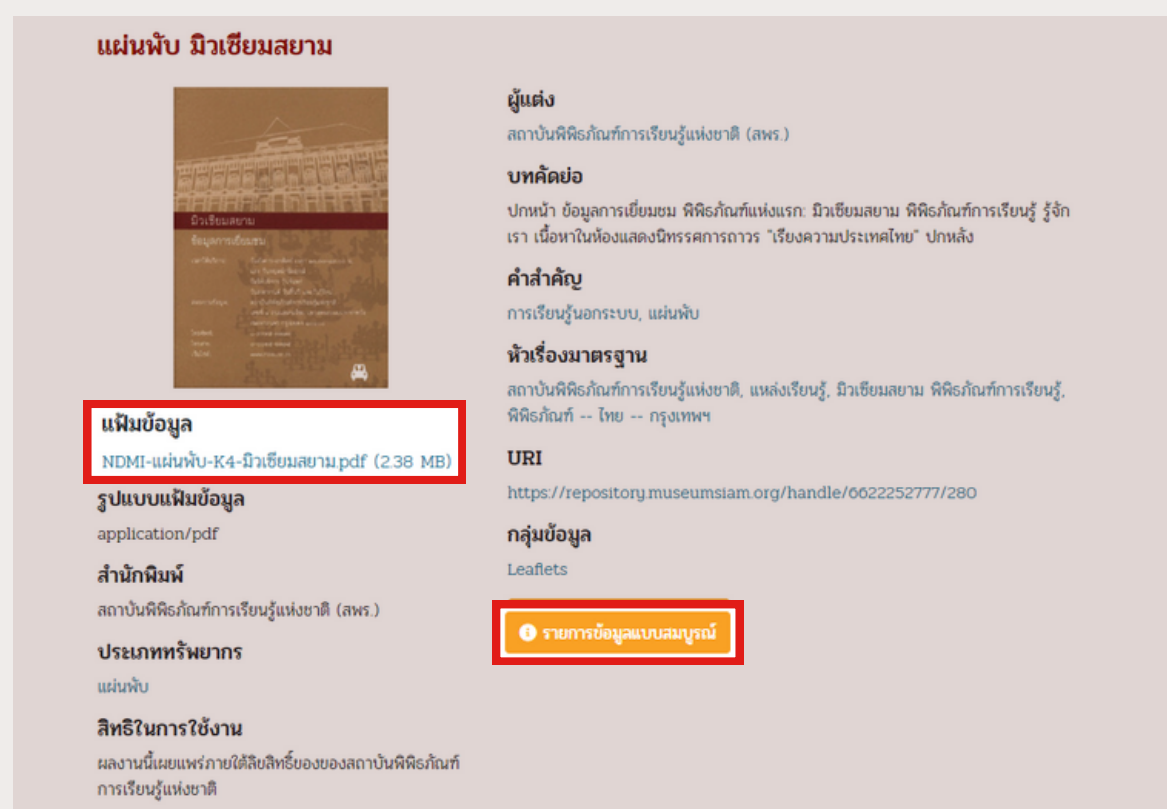 แผ่นพับ มิวเซียมสยาม
มิวเซียมสยาม
ข้อมูลการเยี่ยมชม
แฟ้มข้อมูล
NDMI-แผ่นพับ-K4-มิวเซียมสยาม.pdf (2.38 MB)
รูปแบบแฟ้มข้อมูล
application/pdf
สำนักพิมพ์
สถาบันพิพิธภัณฑ์การเรียนรู้แห่งชาติ (สพร.)
ประเภททรัพยากร
แผ่นพับ
สิทธิในการใช้งาน
ผลงานนี้เผยแพร่ภายใต้ลิขสิทธิ์ของของสถาบันพิพิธภัณฑ์
การเรียนรู้แห่งชาติ
ผู้แต่ง
สถาบันพิพิธภัณฑ์การเรียนรู้แห่งชาติ (สพร.)
บทคัดย่อ
ปกหน้า ข้อมูลการเยี่ยมชม พิพิธภัณฑ์แห่งแรก: มิวเซียมสยาม พิพิธภัณฑ์การเรียนรู้ รู้จัก
เรา เนื้อหาในห้องแสดงนิทรรศการถาวร "เรียงความประเทศไทย" ปกหลัง
คำสำคัญ
การเรียนรู้นอกระบบ, แผ่นพับ
หัวเรื่องมาตรฐาน
สถาบันพิพิธภัณฑ์การเรียนรู้แห่งชาติ, แหล่งเรียนรู้, มิวเซียมสยาม พิพิธภัณฑ์การเรียนรู้,
พิพิธภัณฑ์ -- ไทย -- กรุงเทพฯ
URI
https://repository.museumsiam.org/handle/6622252777/280
กลุ่มข้อมูล
Leaflets
รายการข้อมูลแบบสมบูรณ์